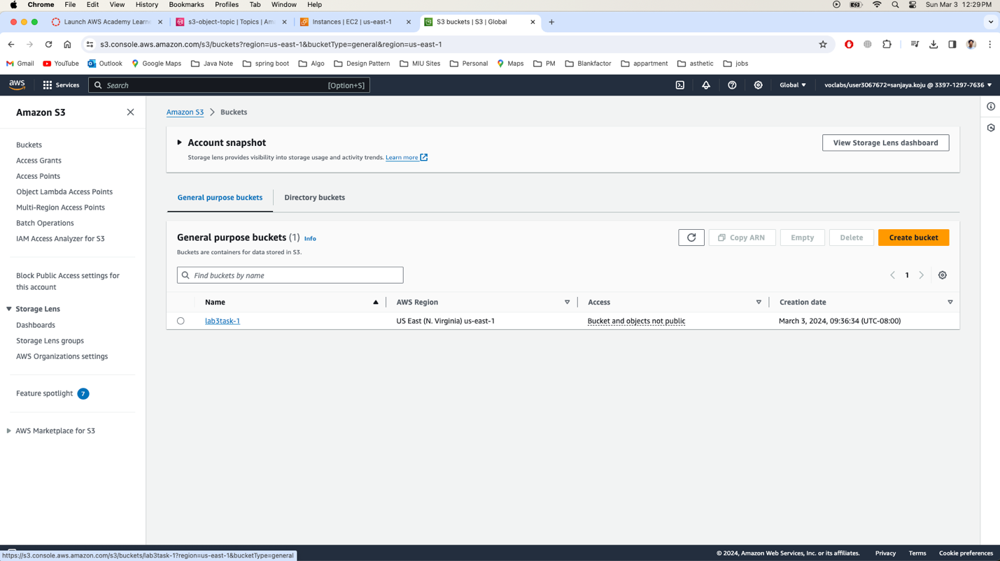 Chrome File Edit View History Bookmarks Profiles Tab Window Help Sun Mar 3 12:29 PM
Launch AWS Academy Learne s3-object-topic | Topics | Ama Instances | EC2 | us-east-1 S3 buckets | S3 | Global
s3.console.aws.amazon.com/s3/buckets?region=us-east-1&bucketType=general&region=us-east-1
Gmail YouTube Outlook Google Maps Java Note spring boot Algo Design Pattern MIU Sites Personal Maps PM Blankfactor appartment asthetic jobs
aws Services Search [Option+S] Global voclabs/user3067672=sanjaya.koju @ 3397-1297-7636
Amazon S3
Buckets
Access Grants
Access Points
Object Lambda Access Points
Multi-Region Access Points
Batch Operations
IAM Access Analyzer for S3
Block Public Access settings for
this account
Storage Lens
Dashboards
Storage Lens groups
AWS Organizations settings
Feature spotlight 7
AWS Marketplace for S3
Amazon S3 Buckets
Account snapshot
View Storage Lens dashboard
Storage lens provides visibility into storage usage and activity trends. Learn more
General purpose buckets Directory buckets
General purpose buckets (1) Info
Copy ARN Empty Delete Create bucket
Buckets are containers for data stored in S3.
Find buckets by name
1
Name AWS Region Access Creation date
lab3task-1 US East (N. Virginia) us-east-1 Bucket and objects not public March 3, 2024, 09:36:34 (UTC-08:00)
https://s3.console.aws.amazon.com/s3/buckets/lab3task-1?region=us-east-1&bucketType=general
© 2024, Amazon Web Services, Inc. or its affiliates. Privacy Terms Cookie preferences